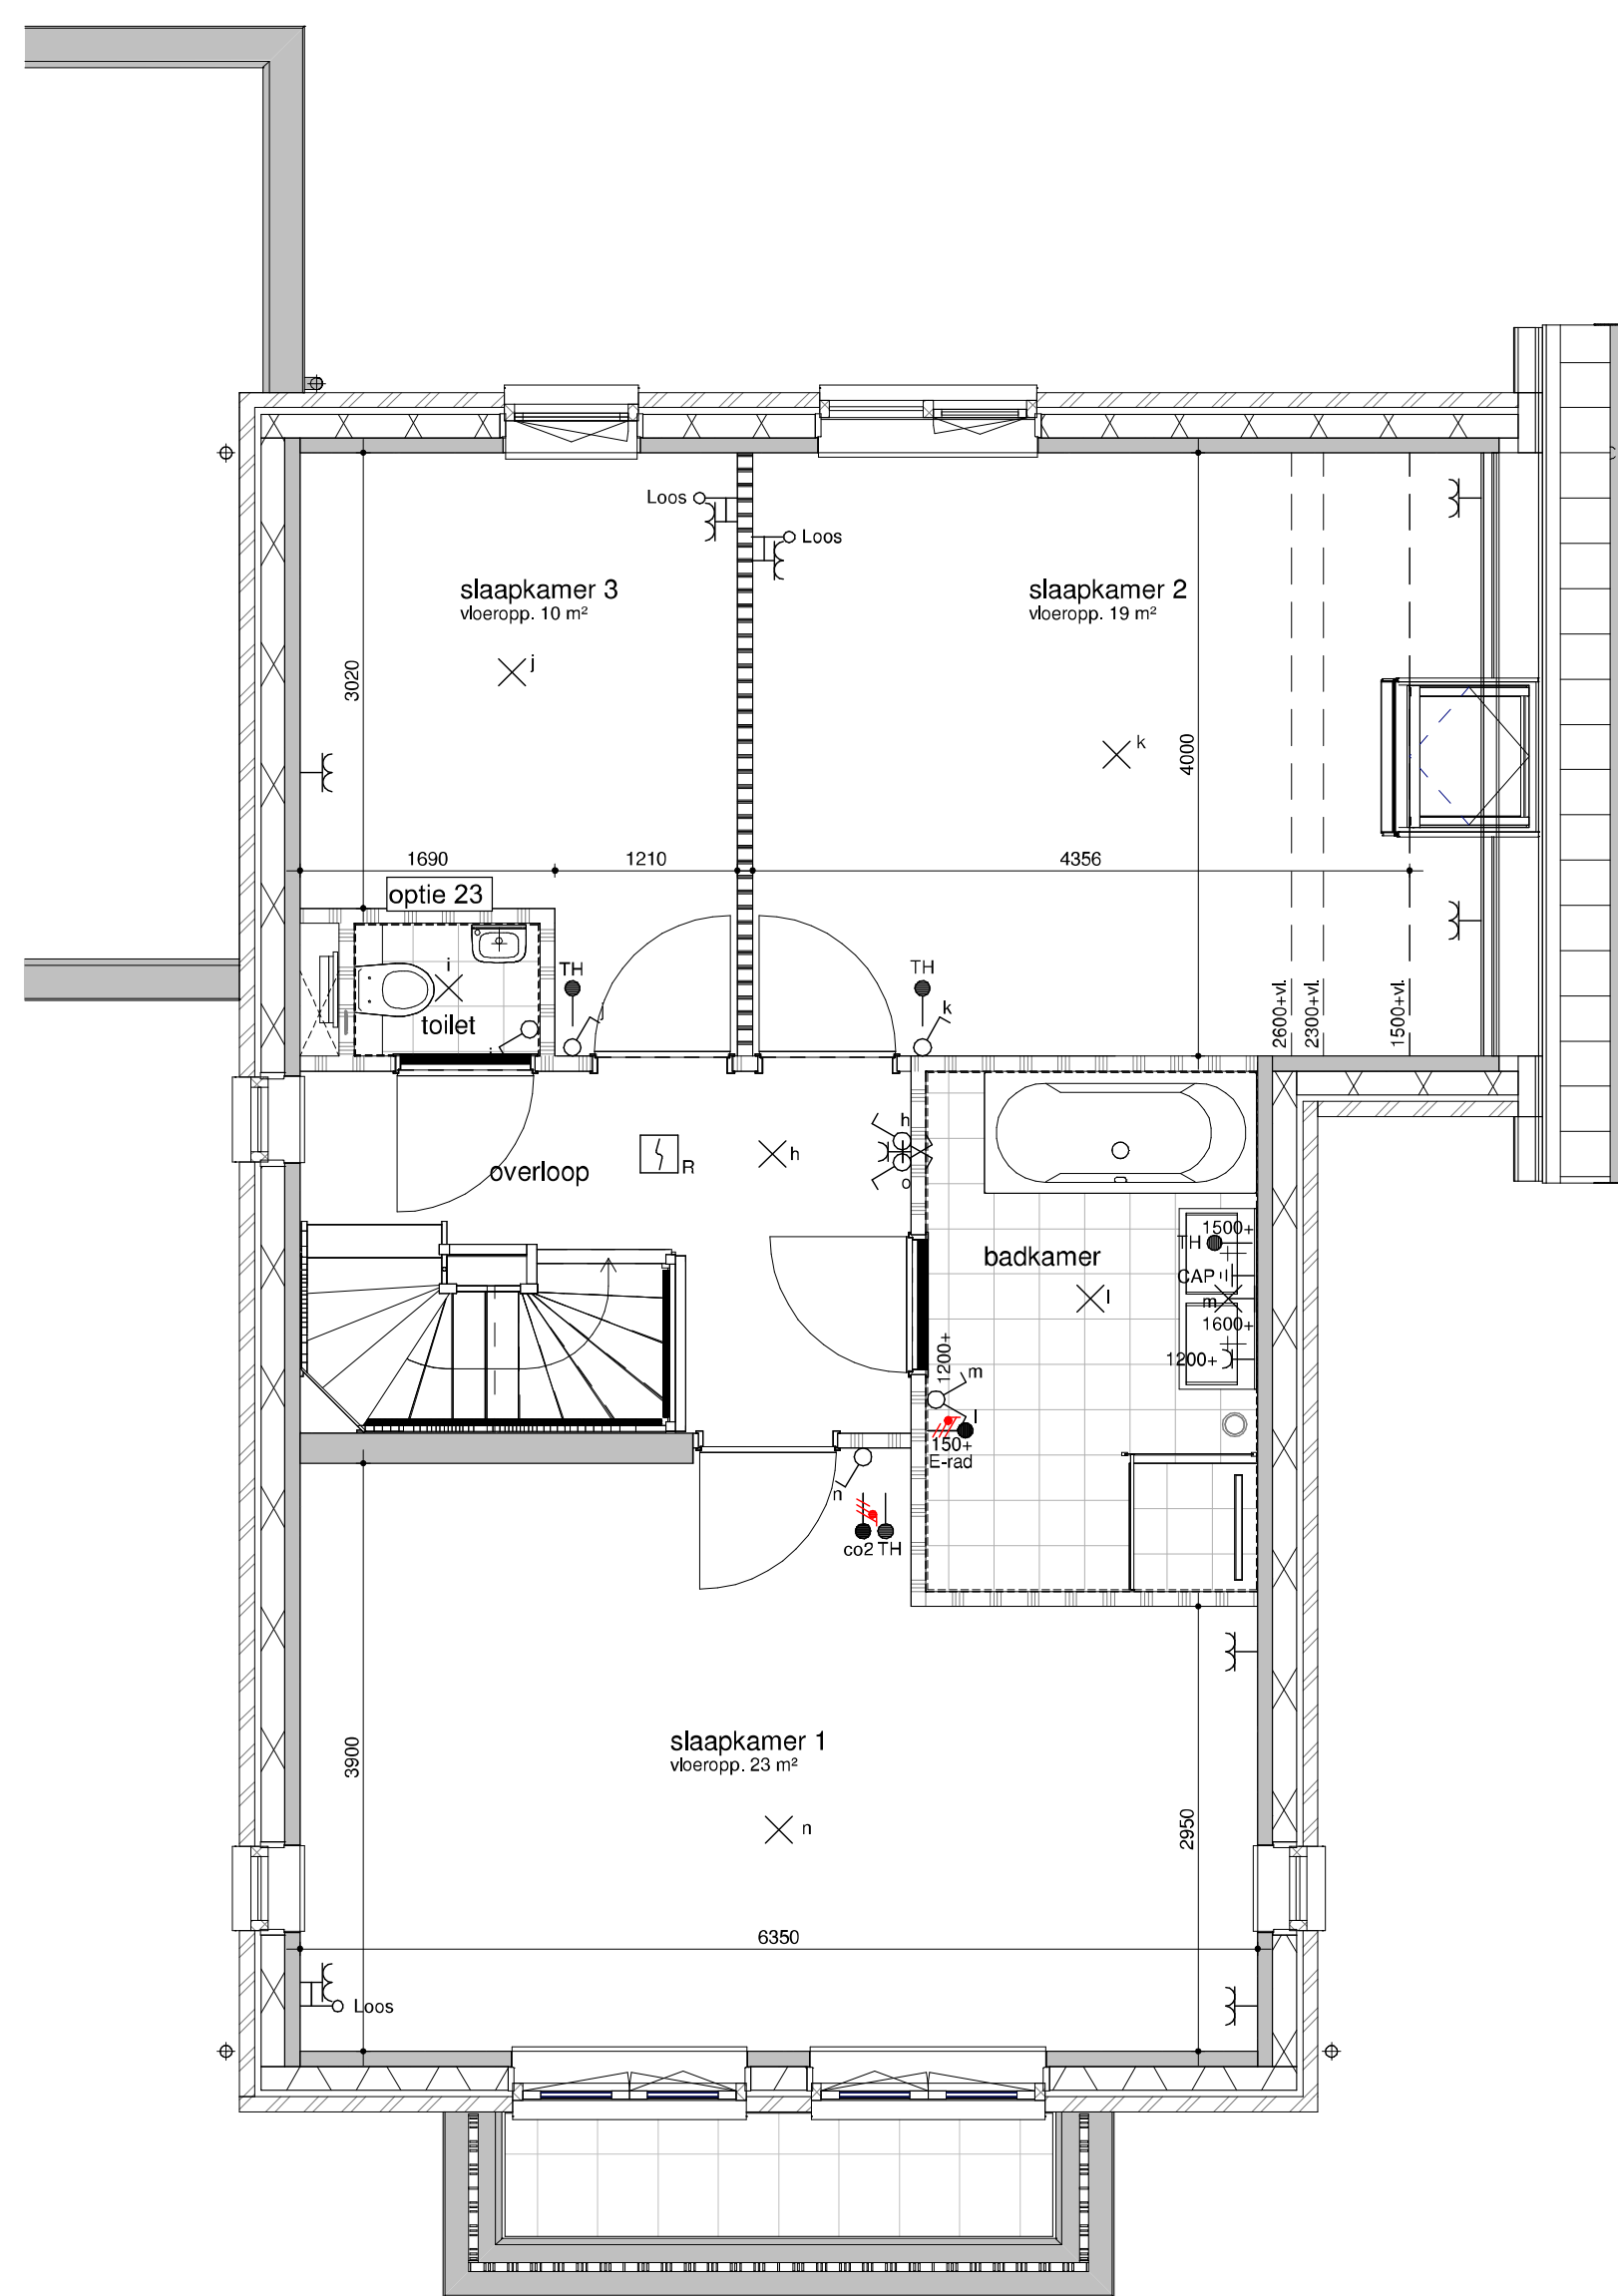 Loos
Loos
slaapkamer 3
vloeropp. 10 m²
slaapkamer 2
vloeropp. 19 m²
j
k
3020
4000
1690
1210
4356
optie 23
TH
TH
i
j
k
toilet
i
2600+vl.
2300+vl.
1500+vl.
overloop
R
h
h
o
badkamer
l
1500+
TH
CAP
m
1600+
1200+
1200+
m
l
150+
E-rad
n
co2 TH
slaapkamer 1
vloeropp. 23 m²
n
3900
2950
6350
Loos